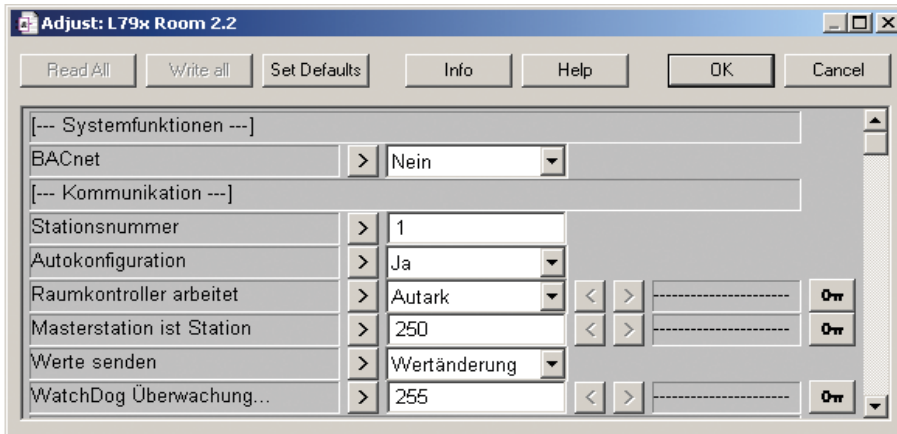 Adjust: L79x Room 2.2
Read All Write all Set Defaults Info Help OK Cancel
[--- Systemfunktionen ---]
BACnet > Nein
[--- Kommunikation ---]
Stationsnummer > 1
Autokonfiguration > Ja
Raumkontroller arbeitet > Autark < > ----------------------
Masterstation ist Station > 250 < > ----------------------
Werte senden > Wertänderung
WatchDog Überwachung... > 255 < > ----------------------